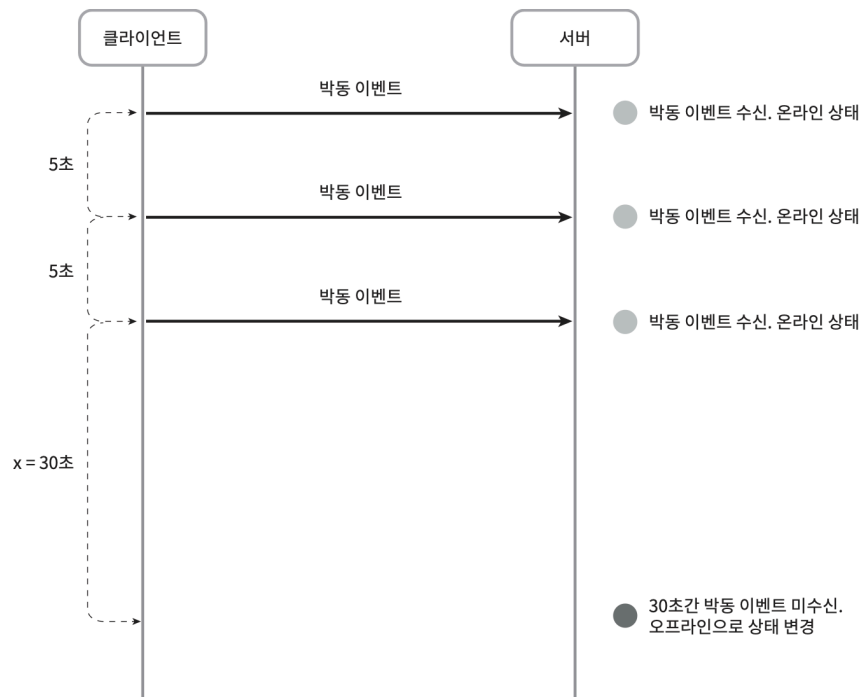 클라이언트
서버
박동 이벤트
박동 이벤트 수신. 온라인 상태
5초
박동 이벤트
박동 이벤트 수신. 온라인 상태
5초
박동 이벤트
박동 이벤트 수신. 온라인 상태
x = 30초
30초간 박동 이벤트 미수신.
오프라인으로 상태 변경